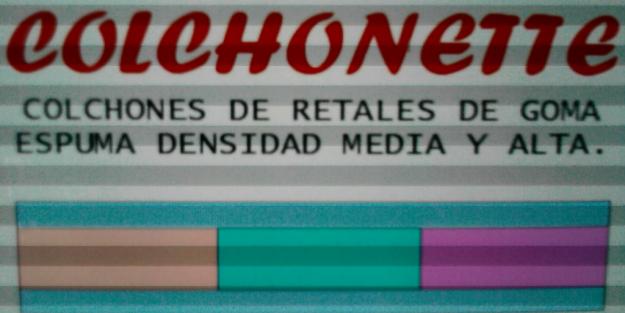 COLCHONETTE
COLCHONES DE RETALES DE GOMA
ESPUMA DENSIDAD MEDIA Y ALTA.